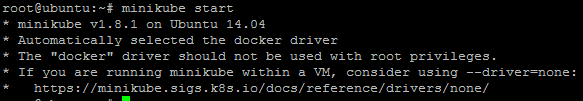 root@ubuntu:~# minikube start
* minikube v1.8.1 on Ubuntu 14.04
* Automatically selected the docker driver
* The "docker" driver should not be used with root privileges.
* If you are running minikube within a VM, consider using --driver=none:
*   https://minikube.sigs.k8s.io/docs/reference/drivers/none/